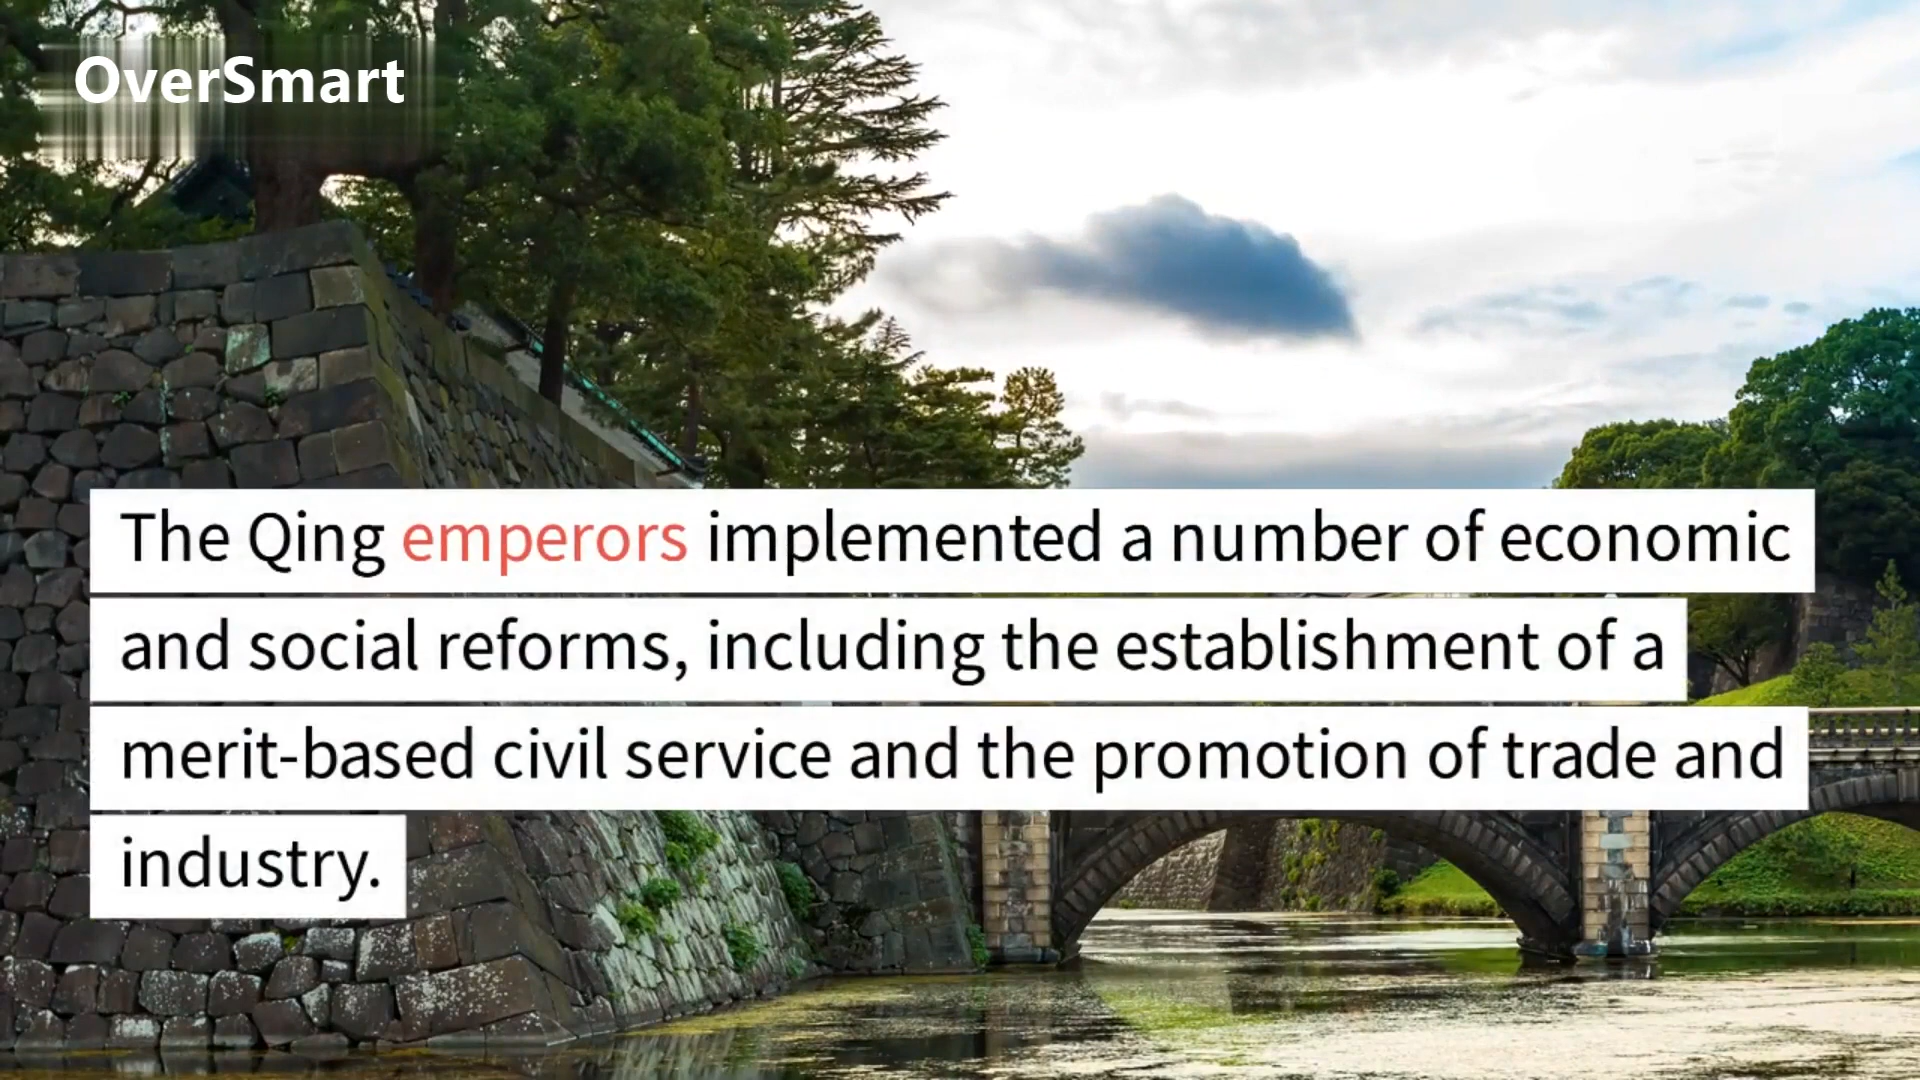 OverSmart
The Qing emperors implemented a number of economic
and social reforms, including the establishment of a
merit-based civil service and the promotion of trade and
industry.